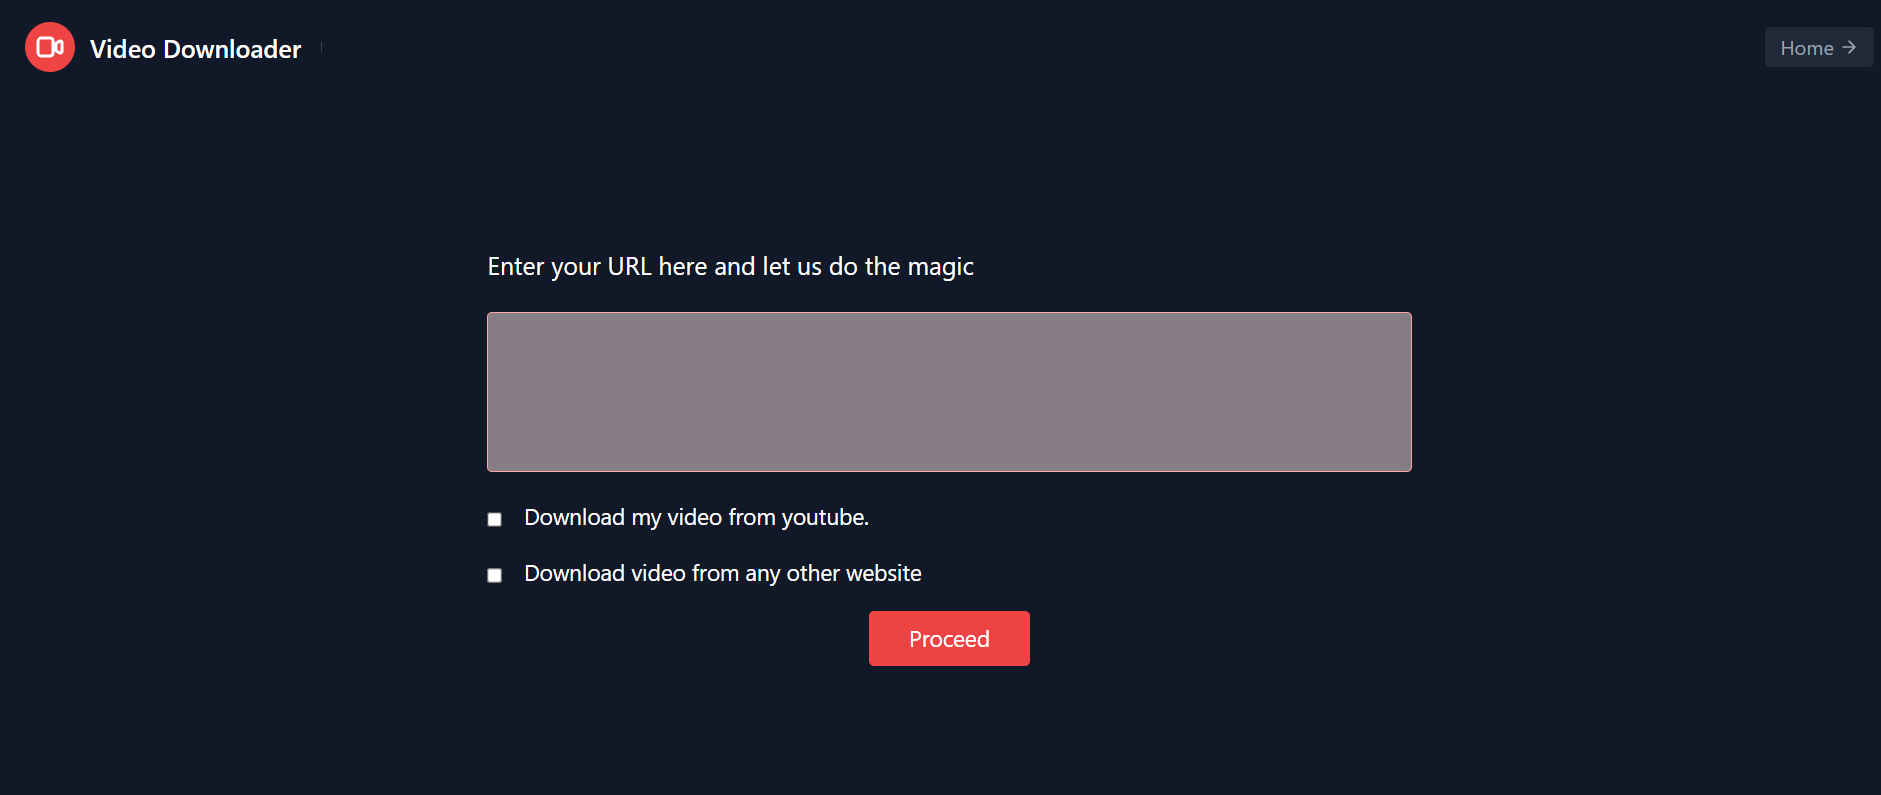 Video Downloader
Home
Enter your URL here and let us do the magic
Download my video from youtube.
Download video from any other website
Proceed